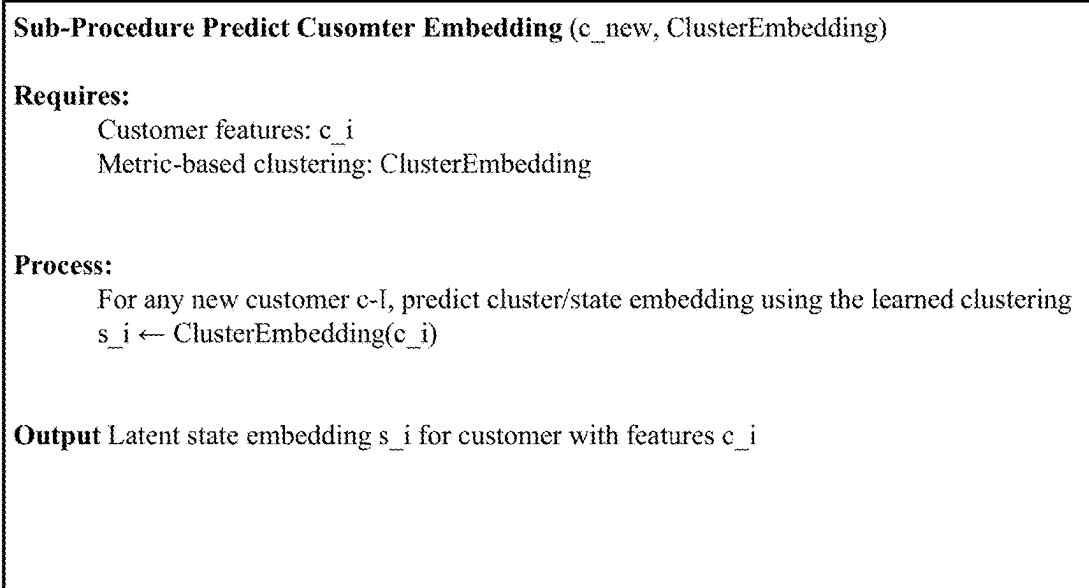 Sub-Procedure Predict Cusomter Embedding (c_new, ClusterEmbedding)
Requires:
Customer features: c_i
Metric-based clustering: ClusterEmbedding
Process:
For any new customer c-I, predict cluster/state embedding using the learned clustering
s_i ← ClusterEmbedding(c_i)
Output Latent state embedding s_i for customer with features c_i